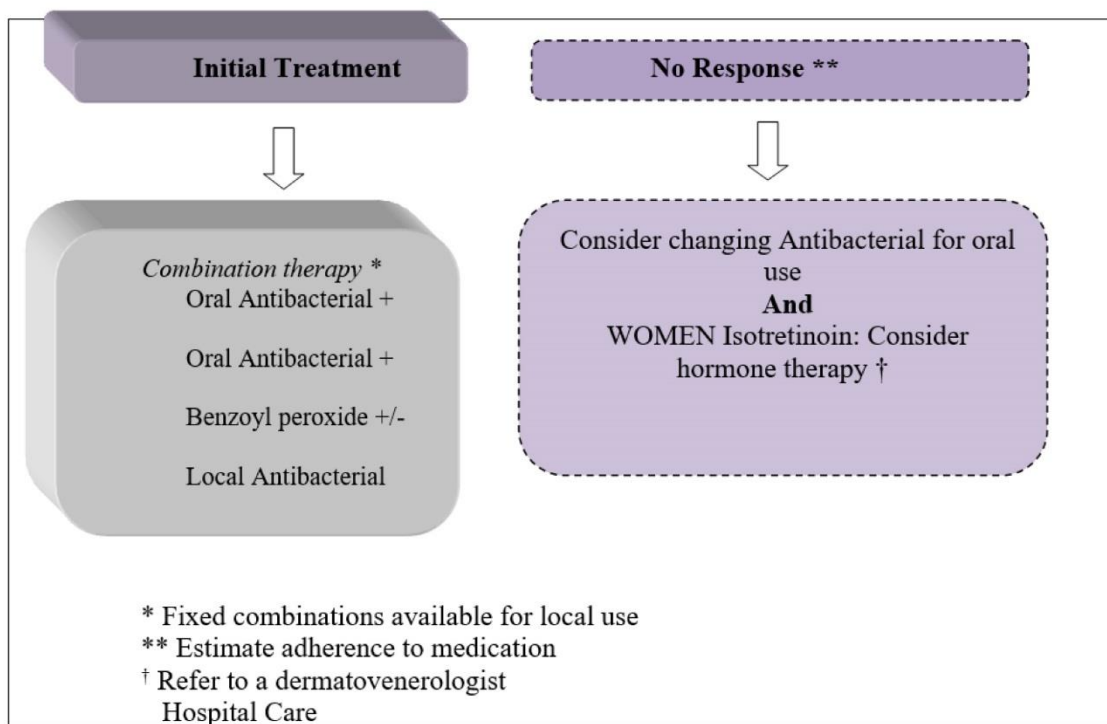 Initial Treatment
Combination therapy *
Oral Antibacterial +
Oral Antibacterial +
Benzoyl peroxide +/-
Local Antibacterial
No Response **
Consider changing Antibacterial for oral
use
And
WOMEN Isotretinoin: Consider
hormone therapy †
* Fixed combinations available for local use
** Estimate adherence to medication
† Refer to a dermatovenerologist
Hospital Care